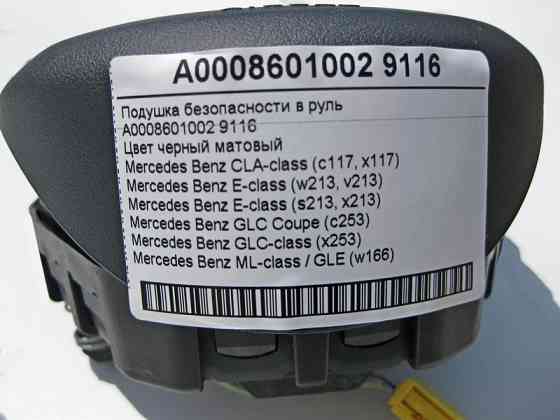 A0008601002 9116
Подушка безопасности в руль
A0008601002 9116
Цвет черный матовый
Mercedes Benz CLA-class (c117, x117)
Mercedes Benz E-class (w213, v213)
Mercedes Benz E-class (s213, x213)
Mercedes Benz GLC Coupe (c253)
Mercedes Benz GLC-class (x253)
Mercedes Benz ML-class / GLE (w166)